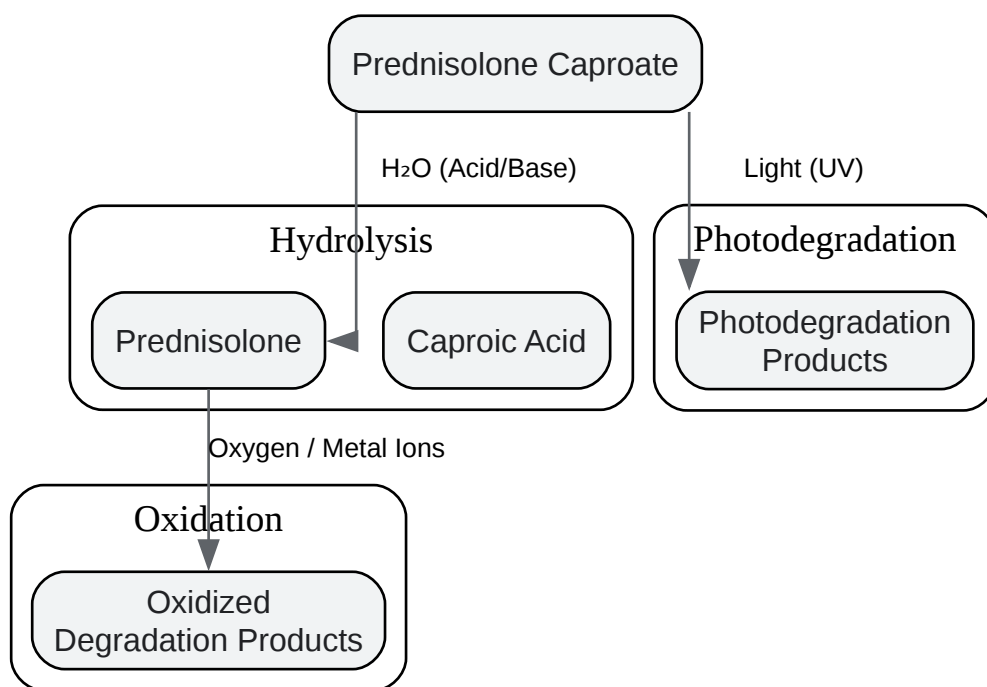 Prednisolone Caproate
H₂O (Acid/Base)
Light (UV)
Hydrolysis
Photodegradation
Prednisolone
Caproic Acid
Photodegradation
Products
Oxygen / Metal Ions
Oxidation
Oxidized
Degradation Products